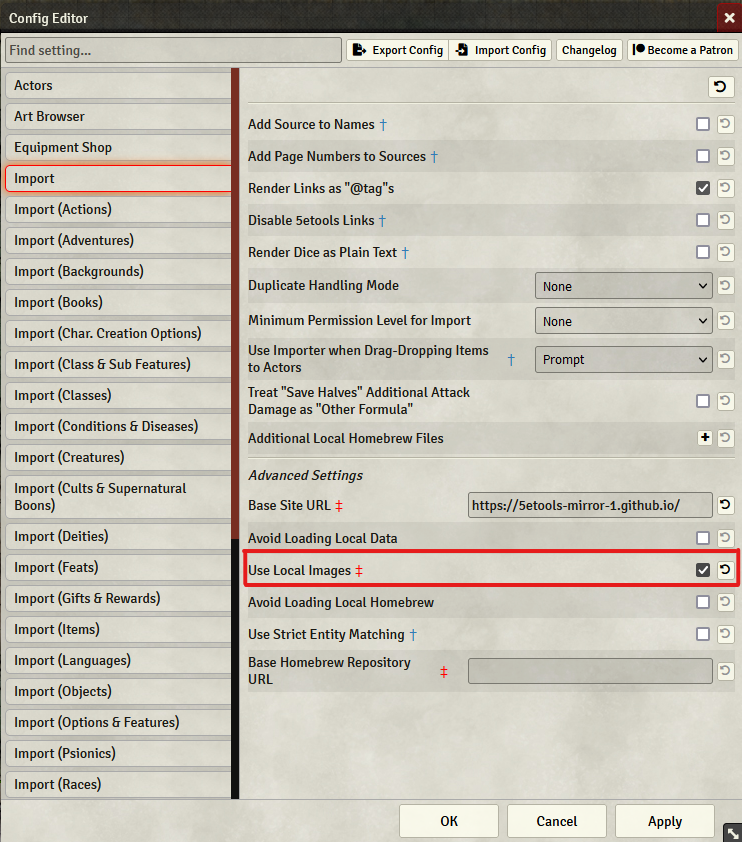 Config Editor
Find setting...
Export Config
Import Config
Changelog
Become a Patron
Actors
Art Browser
Equipment Shop
Import
Import (Actions)
Import (Adventures)
Import (Backgrounds)
Import (Books)
Import (Char. Creation Options)
Import (Class & Sub Features)
Import (Classes)
Import (Conditions & Diseases)
Import (Creatures)
Import (Cults & Supernatural
Boons)
Import (Deities)
Import (Feats)
Import (Gifts & Rewards)
Import (Items)
Import (Languages)
Import (Objects)
Import (Options & Features)
Import (Psionics)
Import (Races)
Add Source to Names †
Add Page Numbers to Sources †
Render Links as "@tag"s
Disable 5etools Links †
Render Dice as Plain Text †
Duplicate Handling Mode
None
Minimum Permission Level for Import
None
Use Importer when Drag-Dropping Items
to Actors †
Prompt
Treat "Save Halves" Additional Attack
Damage as "Other Formula"
Additional Local Homebrew Files
Advanced Settings
Base Site URL ‡
https://5etools-mirror-1.github.io/
Avoid Loading Local Data
Use Local Images ‡
Avoid Loading Local Homebrew
Use Strict Entity Matching †
Base Homebrew Repository
URL ‡
OK
Cancel
Apply